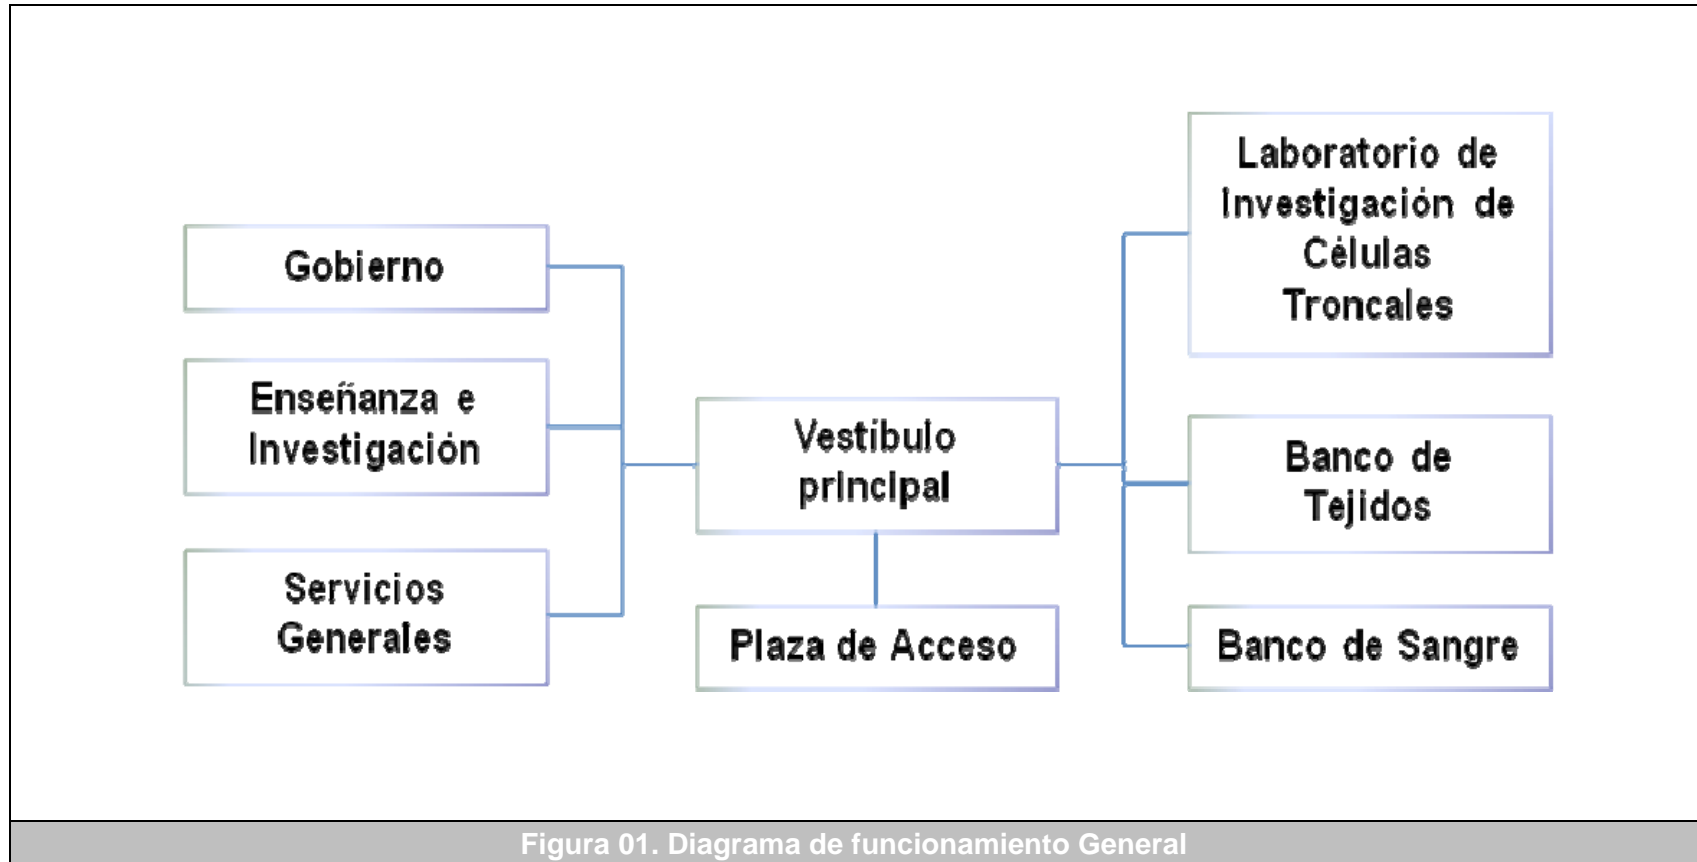 Gobierno
Enseñanza e
Investigación
Servicios
Generales
Vestíbulo
principal
Plaza de Acceso
Laboratorio de
Investigación de
Células
Troncales
Banco de
Tejidos
Banco de Sangre
Figura 01. Diagrama de funcionamiento General